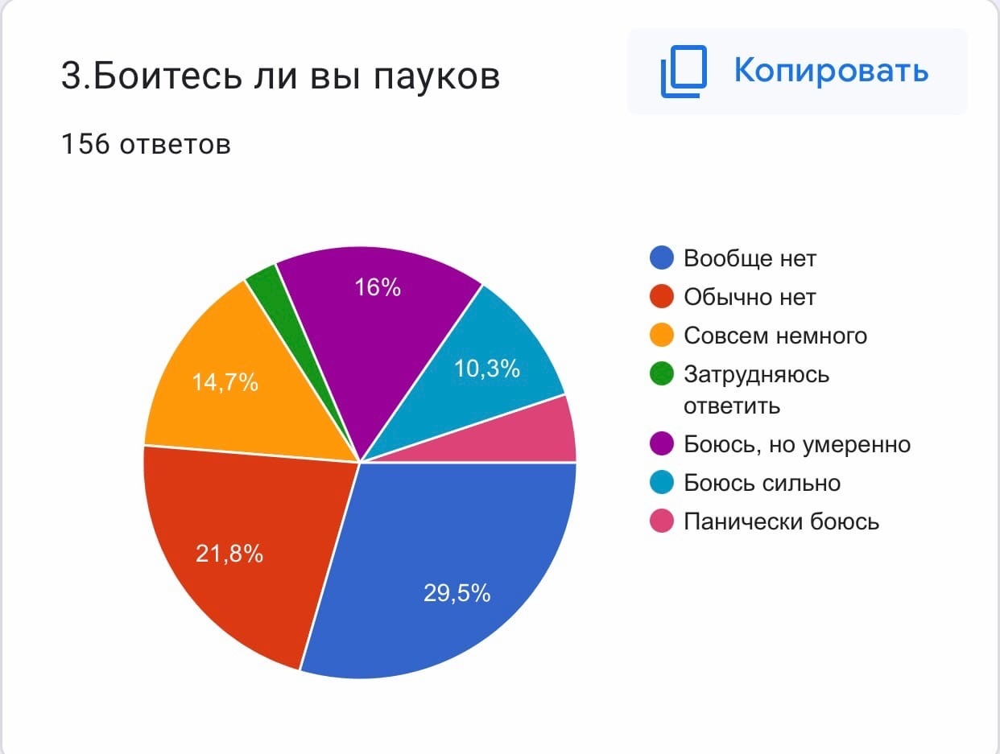 3.Боитесь ли вы пауков
Копировать
156 ответов
16%
10,3%
14,7%
21,8%
29,5%
Вообще нет
Обычно нет
Совсем немного
Затрудняюсь
ответить
Боюсь, но умеренно
Боюсь сильно
Панически боюсь